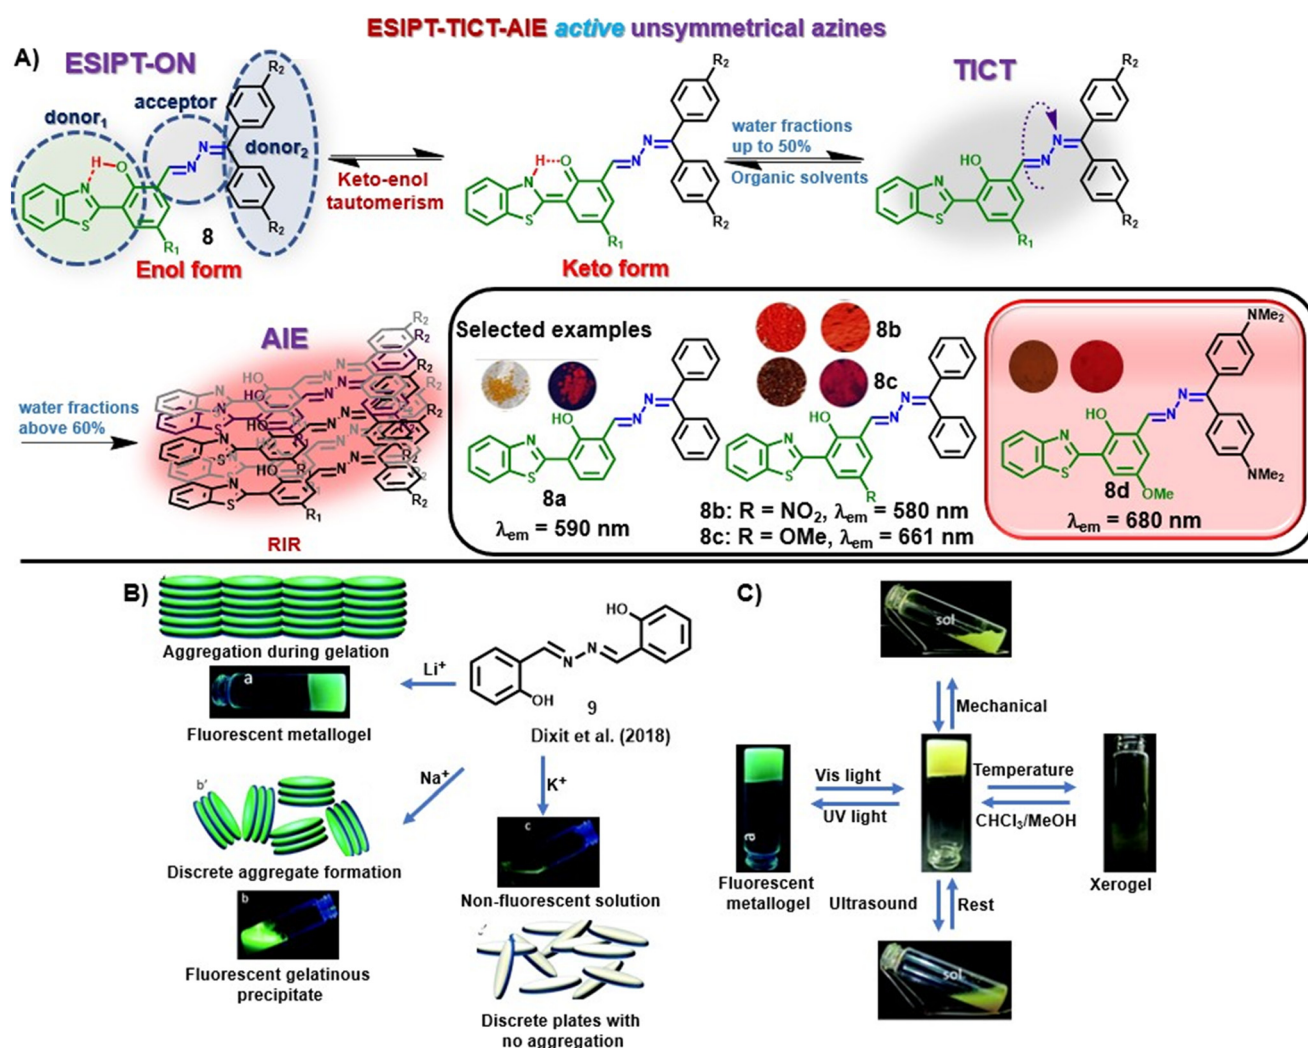 ESIPT-TICT-AIE active unsymmetrical azines
A)
ESIPT-ON
donor₁
acceptor
donor₂
R₂
R₂
H
O
N
N
N
S
R₁
8
Enol form
Keto-enol
tautomerism
R₂
R₂
H
O
N
N
N
S
R₁
Keto form
water fractions
up to 50%
Organic solvents
TICT
R₂
R₂
HO
N
N
N
S
R₁
water fractions
above 60%
AIE
RIR
Selected examples
HO
N
N
N
S
8a
λem = 590 nm
8b
8c
HO
N
N
N
S
R
8b: R = NO₂, λem = 580 nm
8c: R = OMe, λem = 661 nm
NMe₂
NMe₂
HO
N
N
N
S
OMe
8d
λem = 680 nm
B)
Aggregation during gelation
a
Fluorescent metallogel
Li⁺
OH
N
N
OH
9
Dixit et al. (2018)
Na⁺
K⁺
b'
Discrete aggregate formation
b
Fluorescent gelatinous
precipitate
c
Non-fluorescent solution
Discrete plates with
no aggregation
C)
sol
Mechanical
Vis light
UV light
Temperature
CHCl₃/MeOH
a
Fluorescent
metallogel
Xerogel
Ultrasound
Rest
sol